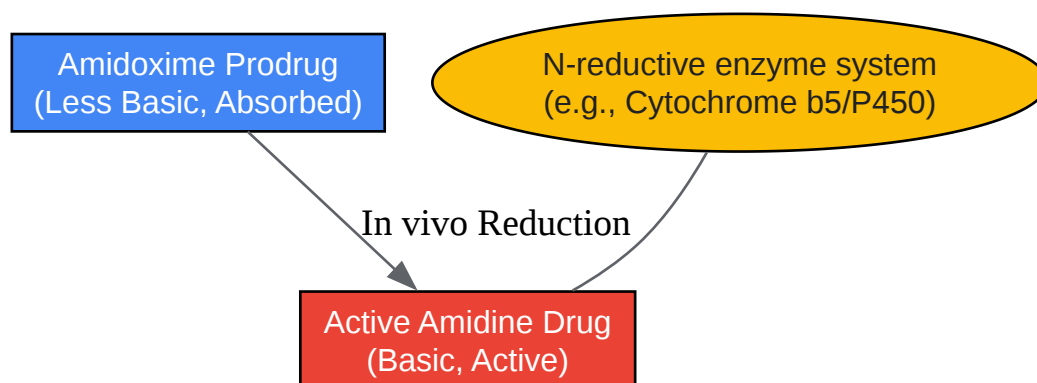 Amidoxime Prodrug
(Less Basic, Absorbed)
N-reductive enzyme system
(e.g., Cytochrome b5/P450)
In vivo Reduction
Active Amidine Drug
(Basic, Active)